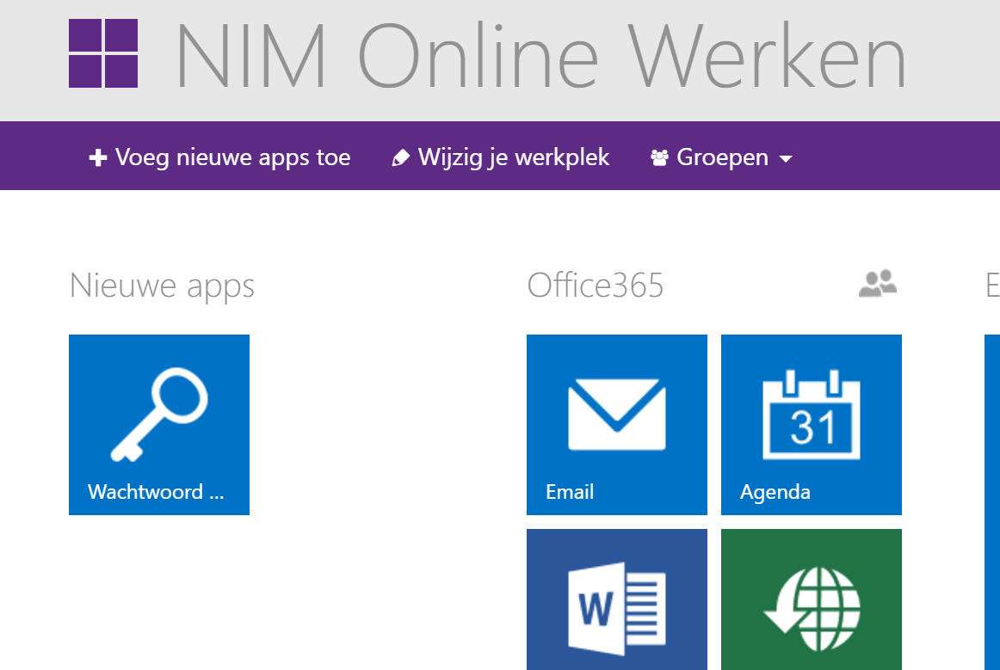 NIM Online Werken
Voeg nieuwe apps toe
Wijzig je werkplek
Groepen
Nieuwe apps
Wachtwoord ...
Office365
Email
31
Agenda
W
E